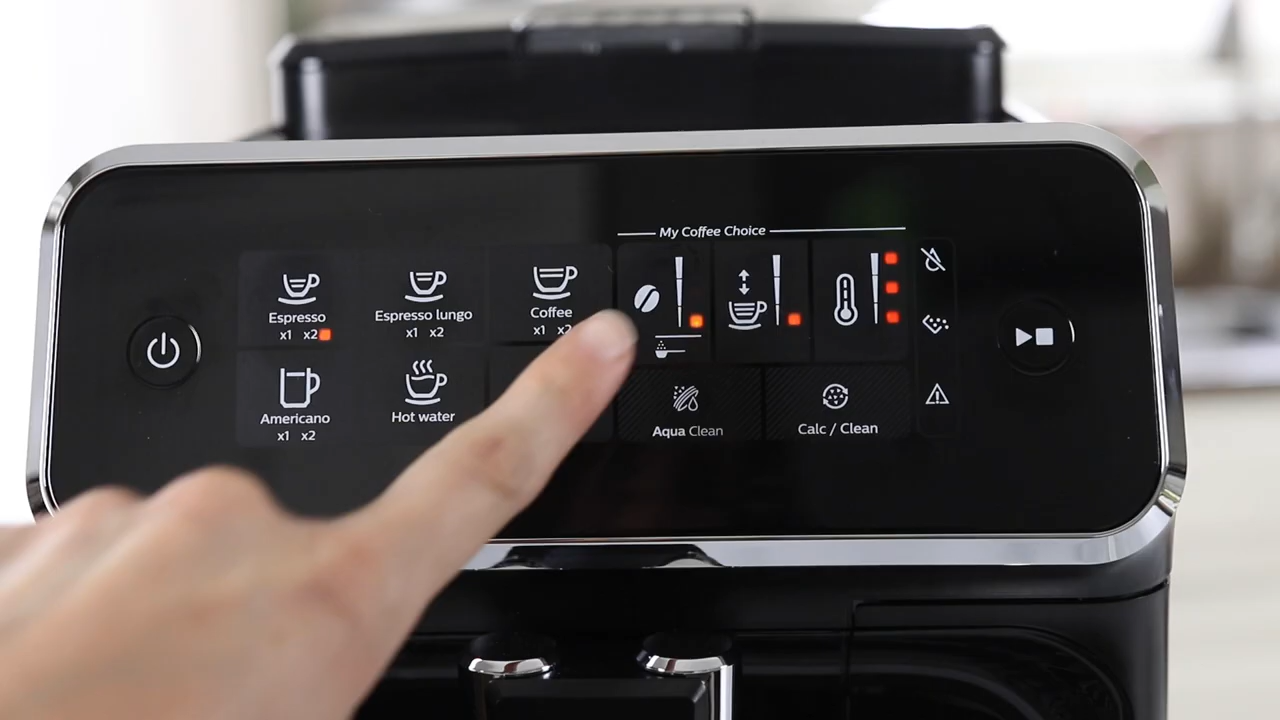 My Coffee Choice
Espresso
x1 x2
Espresso lungo
x1 x2
Coffee
x1 x2
Americano
x1 x2
Hot water
Aqua Clean
Calc / Clean